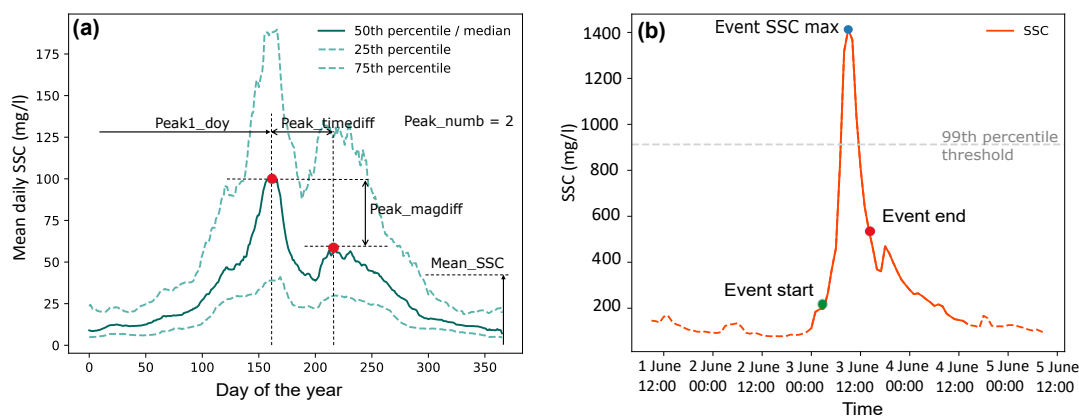 (a)
50th percentile / median
25th percentile
75th percentile
Peak1_doy
Peak_timediff
Peak_numb = 2
Peak_magdiff
Mean_SSC
Mean daily SSC (mg/l)
175
150
125
100
75
50
25
0
0 50 100 150 200 250 300 350
Day of the year
(b)
Event SSC max
SSC
99th percentile
threshold
Event end
Event start
SSC (mg/l)
1400
1200
1000
800
600
400
200
1 June 2 June 2 June 3 June 3 June 4 June 4 June 5 June 5 June
12:00 00:00 12:00 00:00 12:00 00:00 12:00 00:00 12:00
Time